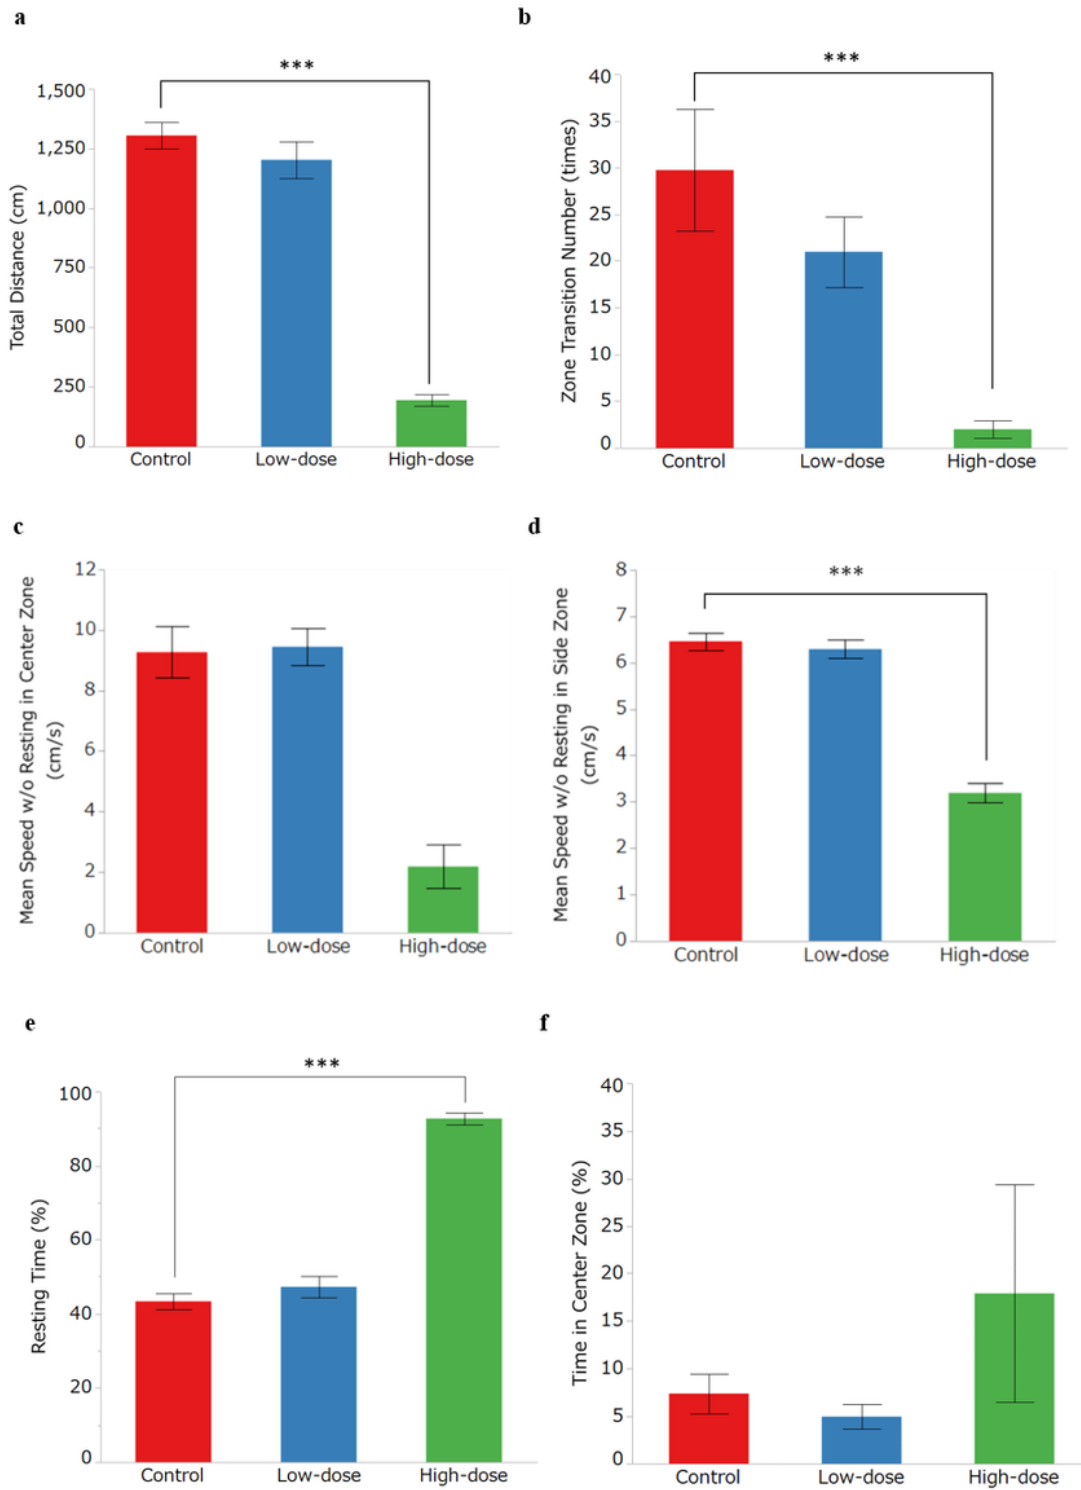 a
***
Total Distance (cm)
1,500
1,250
1,000
750
500
250
0
Control Low-dose High-dose
b
***
Zone Transition Number (times)
40
35
30
25
20
15
10
5
0
Control Low-dose High-dose
c
Mean Speed w/o Resting in Center Zone
(cm/s)
12
10
8
6
4
2
0
Control Low-dose High-dose
d
***
Mean Speed w/o Resting in Side Zone
(cm/s)
8
7
6
5
4
3
2
1
0
Control Low-dose High-dose
e
***
Resting Time (%)
100
80
60
40
20
0
Control Low-dose High-dose
f
Time in Center Zone (%)
40
35
30
25
20
15
10
5
0
Control Low-dose High-dose